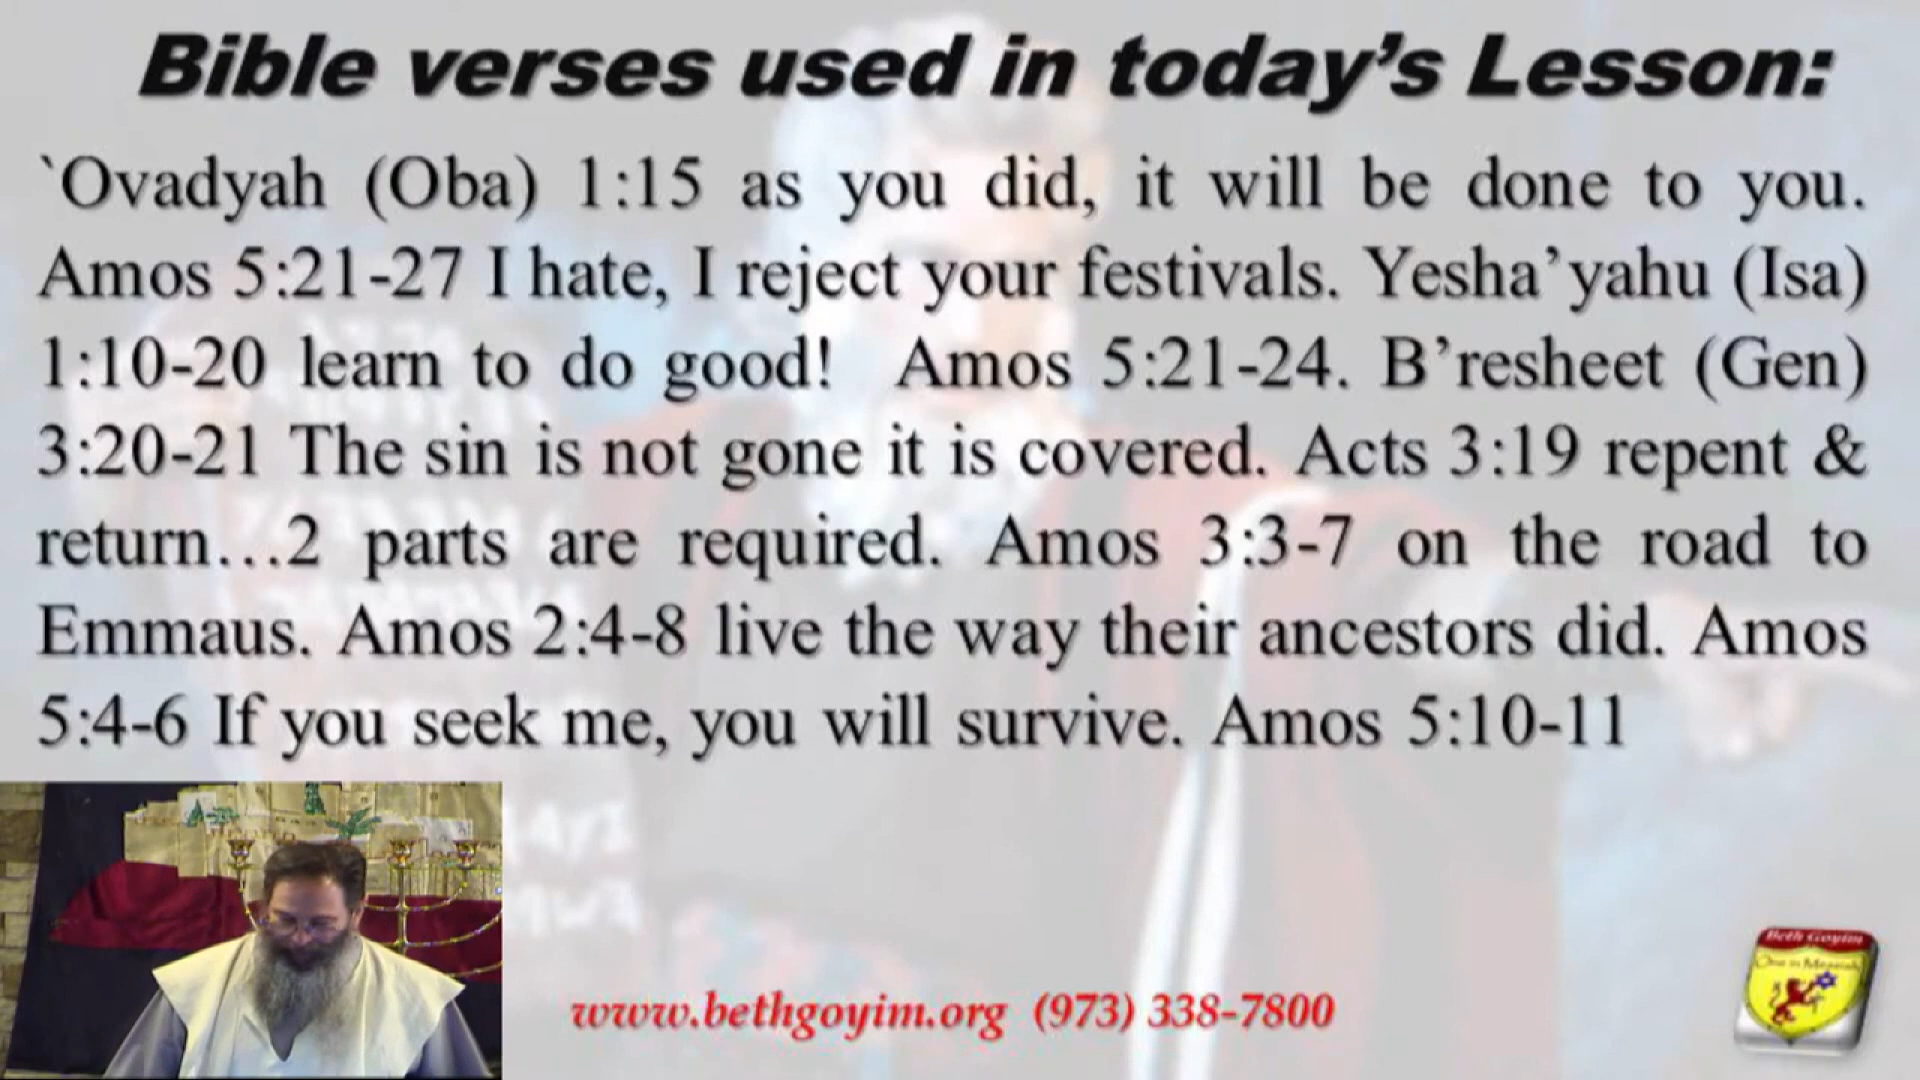 Bible verses used in today's Lesson:
`Ovadyah (Oba) 1:15 as you did, it will be done to you.
Amos 5:21-27 I hate, I reject your festivals. Yesha'yahu (Isa)
1:10-20 learn to do good! Amos 5:21-24. B'resheet (Gen)
3:20-21 The sin is not gone it is covered. Acts 3:19 repent &
return…2 parts are required. Amos 3:3-7 on the road to
Emmaus. Amos 2:4-8 live the way their ancestors did. Amos
5:4-6 If you seek me, you will survive. Amos 5:10-11
www.bethgoyim.org (973) 338-7800
Beth Goyim
One in Messiah